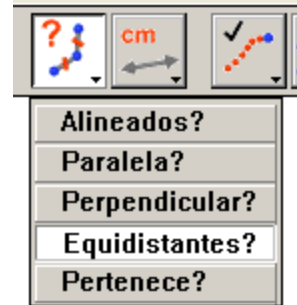 ?
cm
Alineados?
Paralela?
Perpendicular?
Equidistantes?
Pertenece?